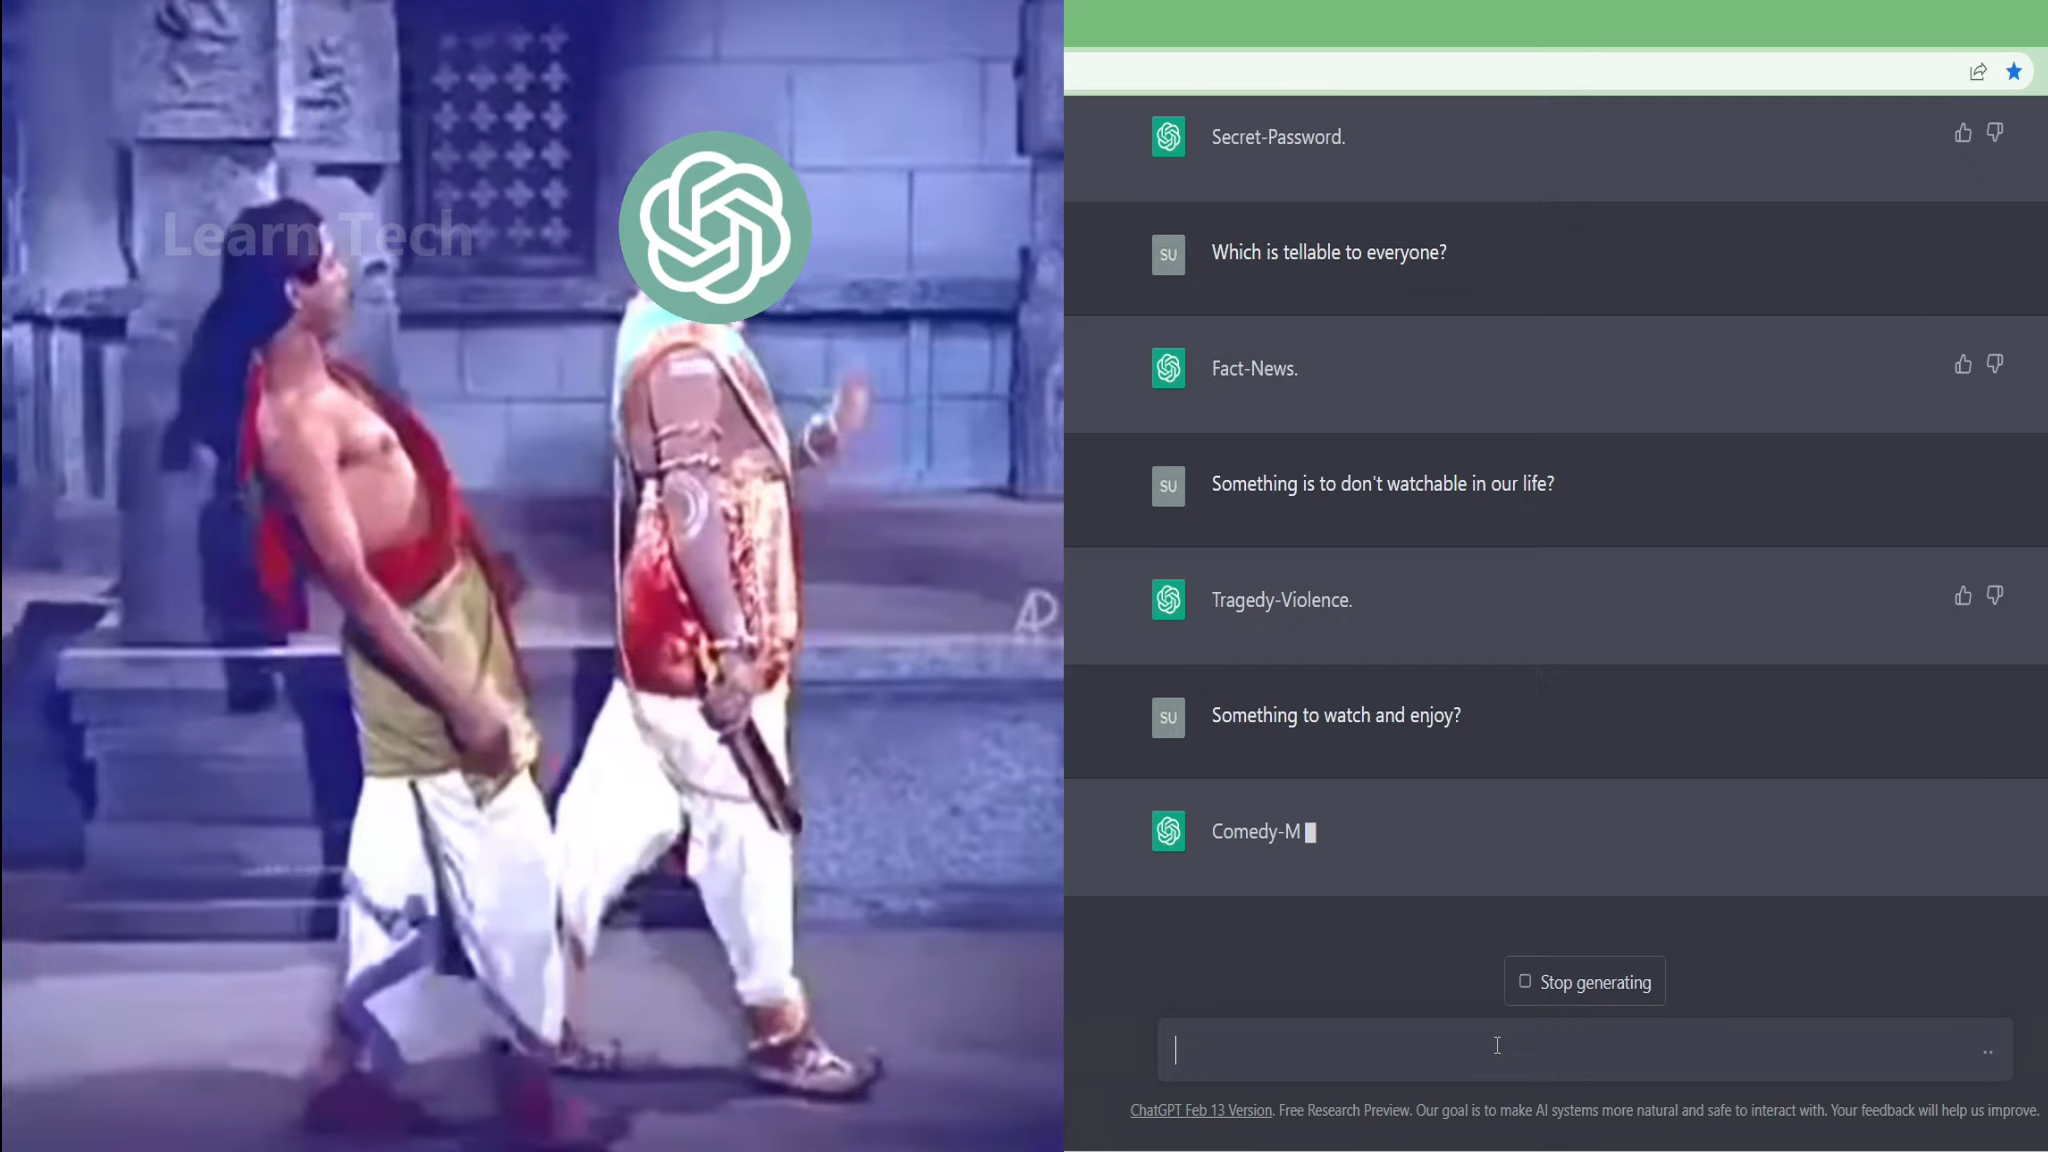 Learn Tech
AP
Secret-Password.
SU
Which is tellable to everyone?
Fact-News.
SU
Something is to don't watchable in our life?
Tragedy-Violence.
SU
Something to watch and enjoy?
Comedy-M
Stop generating
ChatGPT Feb 13 Version. Free Research Preview. Our goal is to make AI systems more natural and safe to interact with. Your feedback will help us improve.